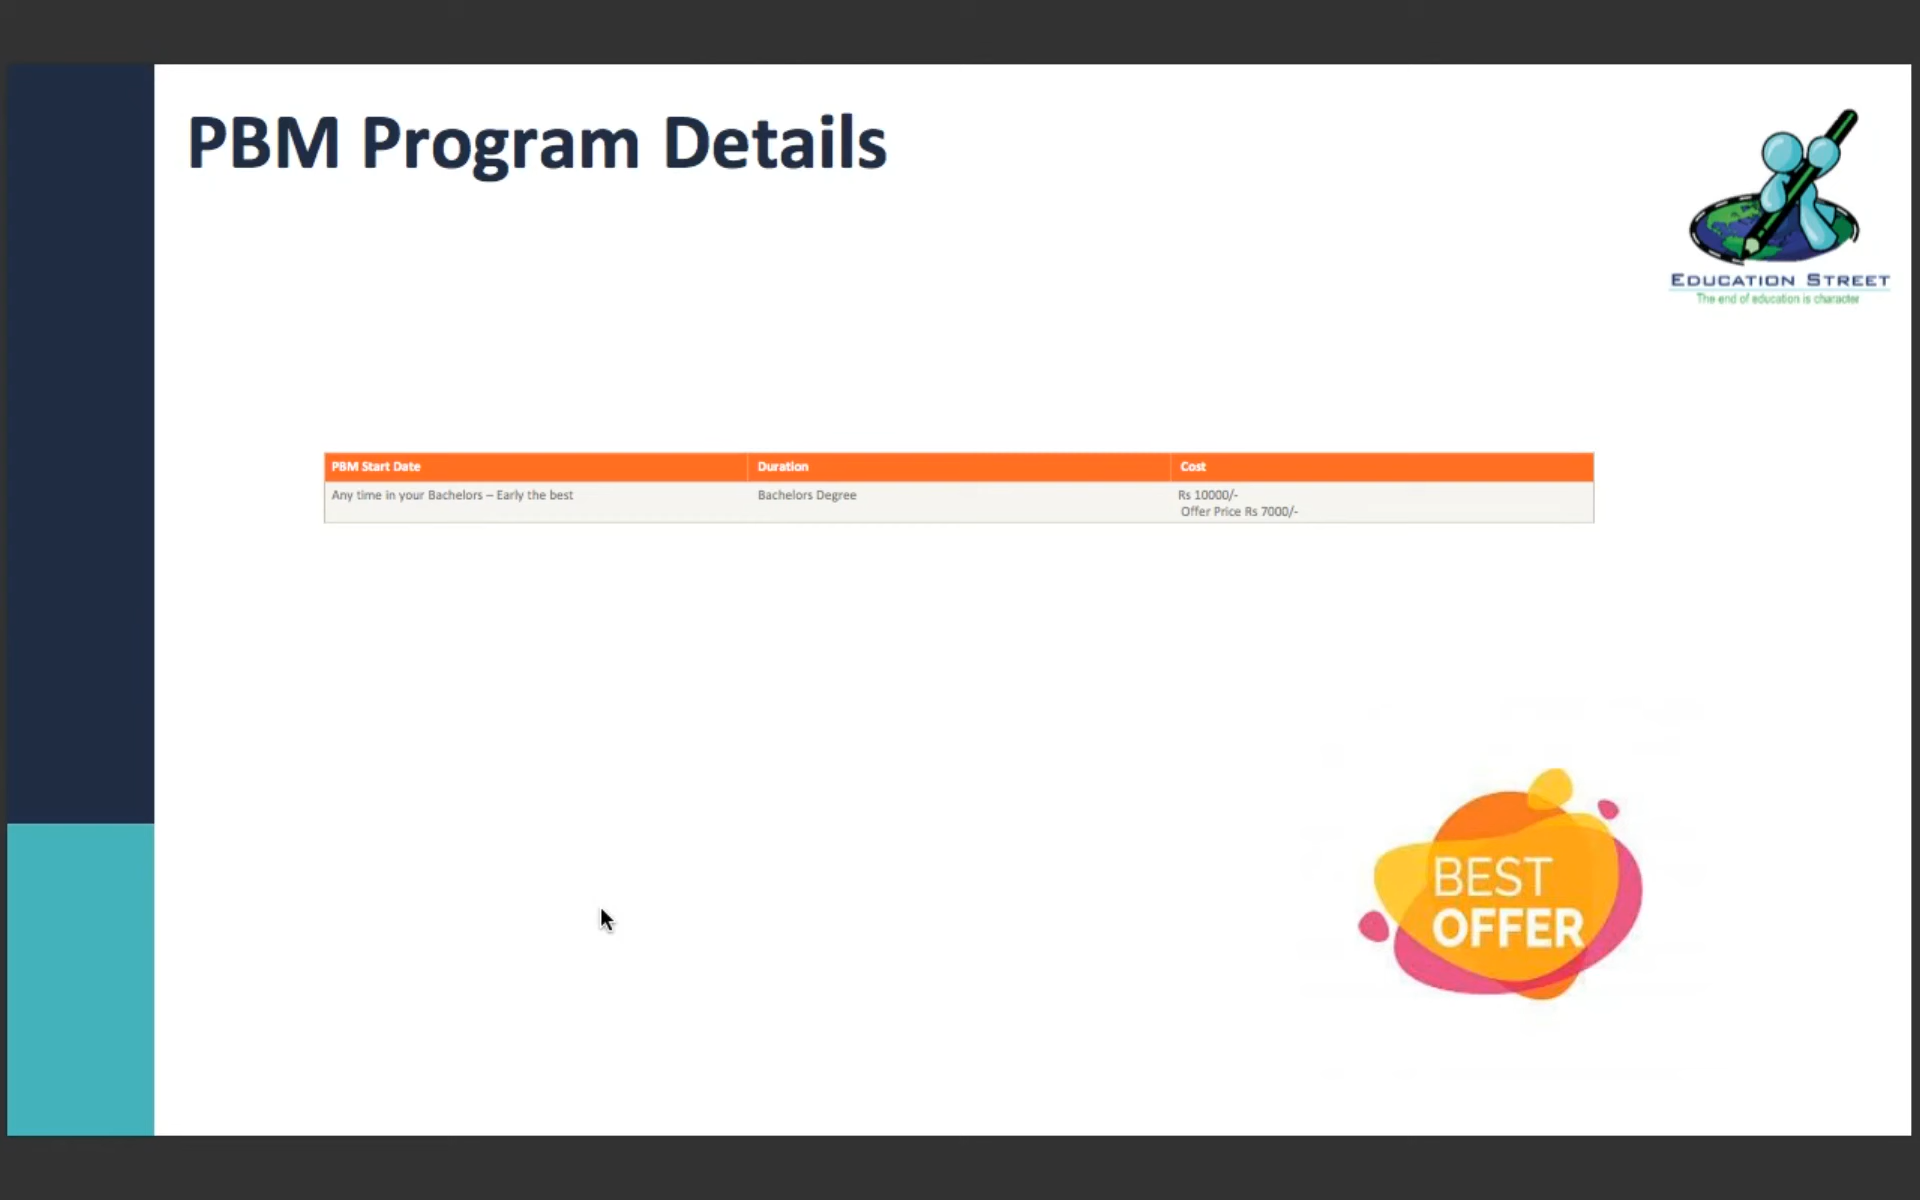 PBM Program Details
EDUCATION STREET
The end of education is character
PBM Start Date
Duration
Cost
Any time in your Bachelors – Early the best
Bachelors Degree
Rs 10000/-
Offer Price Rs 7000/-
BEST
OFFER